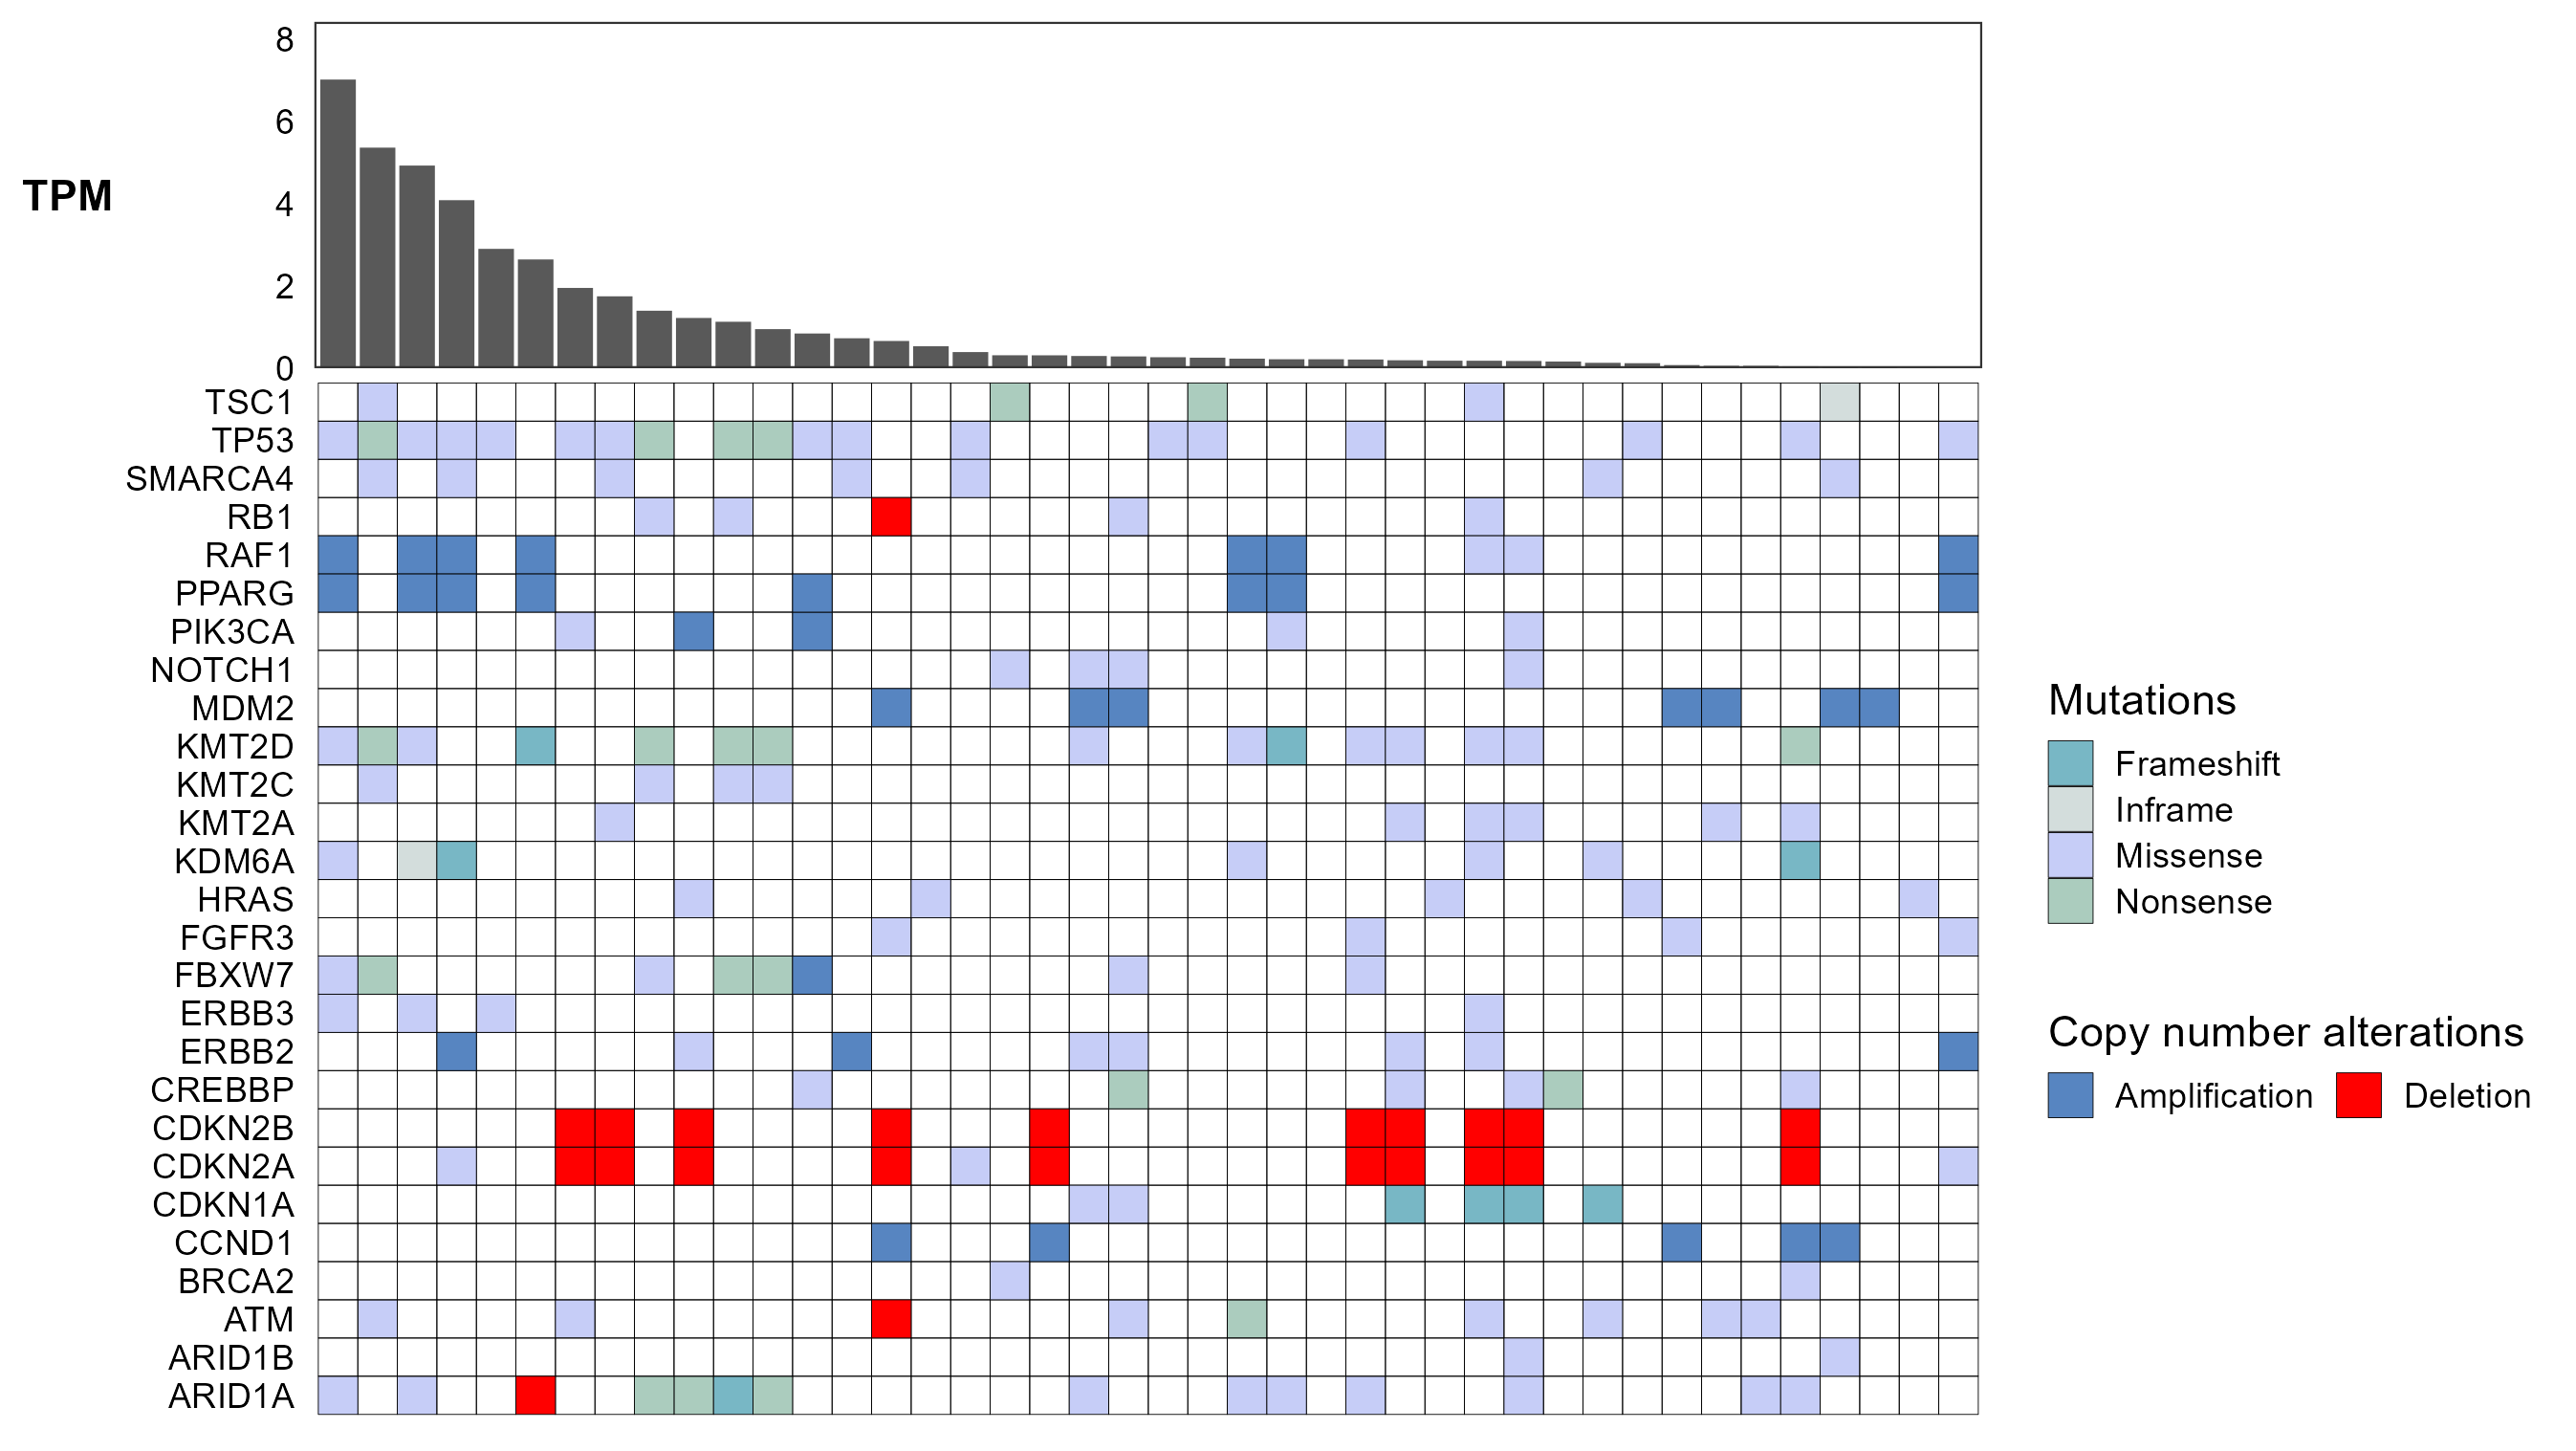 TPM
8
6
4
2
0
TSC1
TP53
SMARCA4
RB1
RAF1
PPARG
PIK3CA
NOTCH1
MDM2
KMT2D
KMT2C
KMT2A
KDM6A
HRAS
FGFR3
FBXW7
ERBB3
ERBB2
CREBBP
CDKN2B
CDKN2A
CDKN1A
CCND1
BRCA2
ATM
ARID1B
ARID1A
Mutations
Frameshift
Inframe
Missense
Nonsense
Copy number alterations
Amplification Deletion